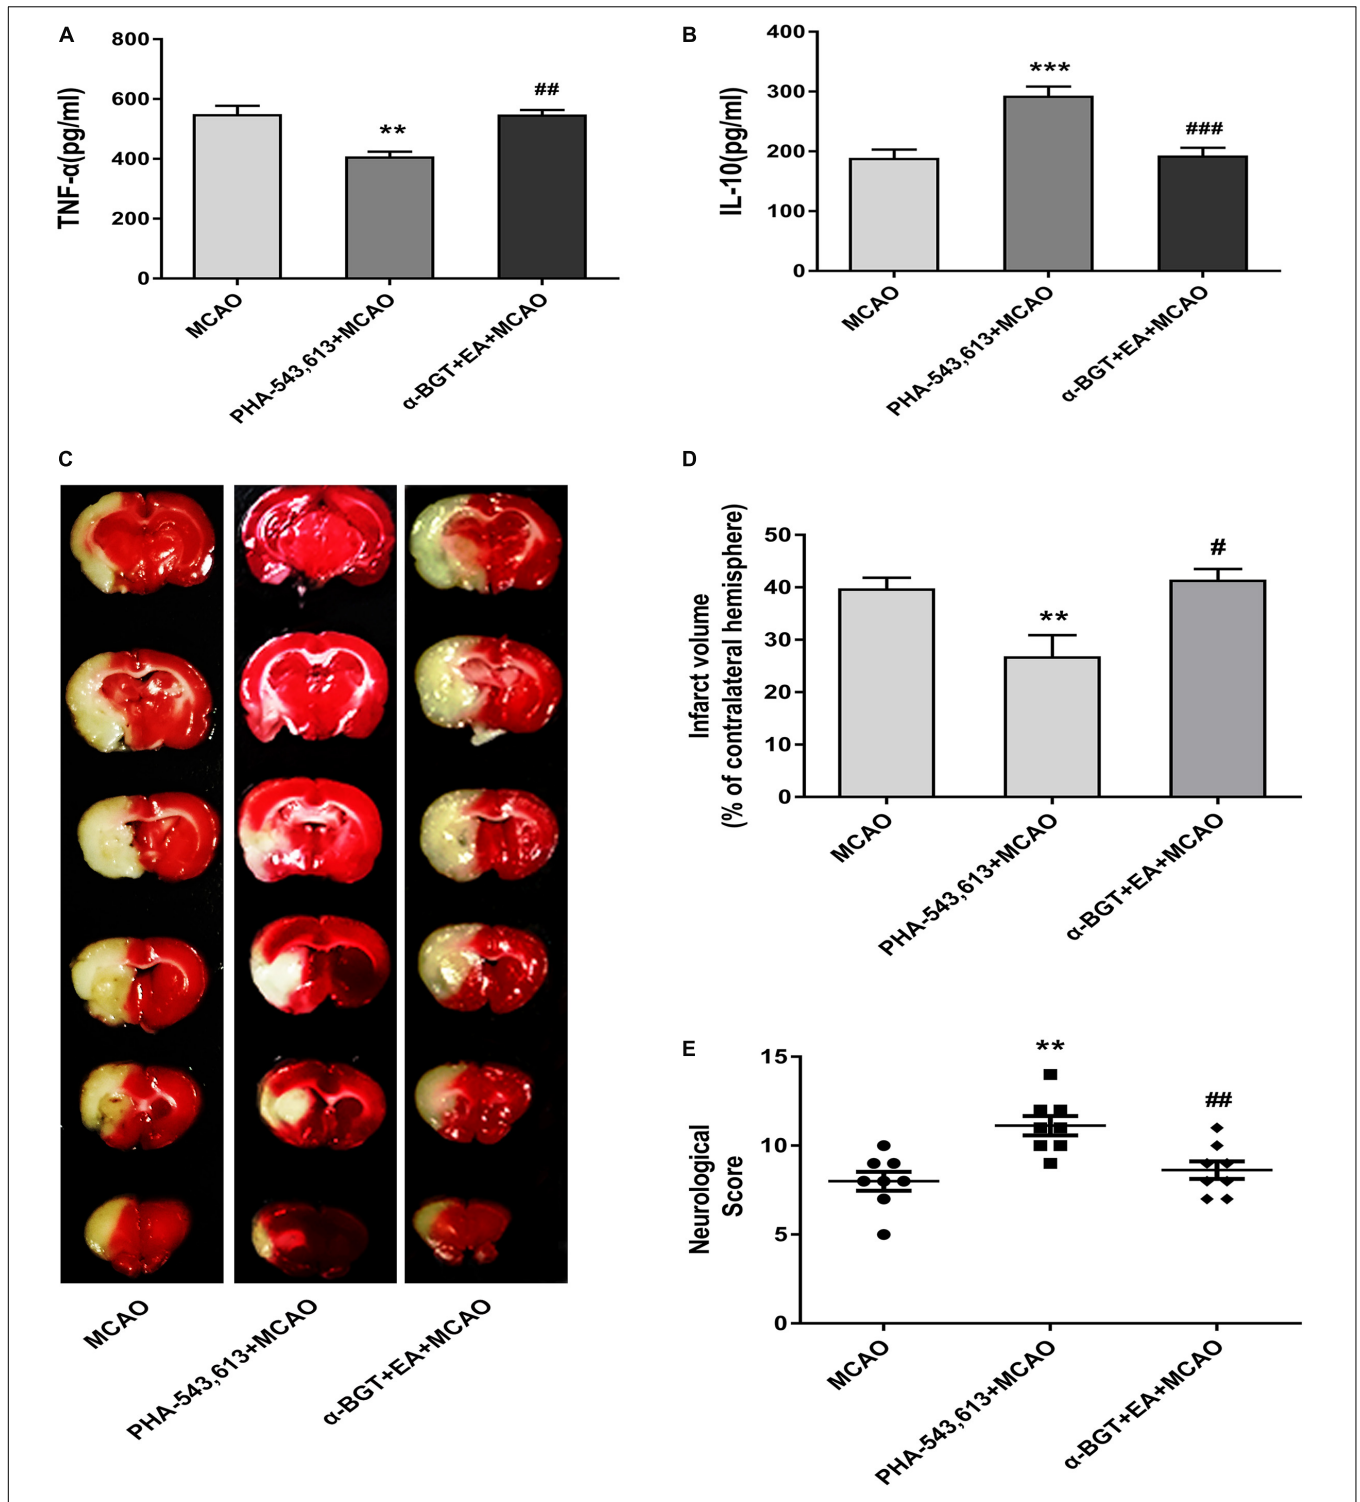 A
TNF-α(pg/ml)
800
600
400
200
0
**
##
MCAO
PHA-543,613+MCAO
α-BGT+EA+MCAO
B
IL-10(pg/ml)
400
300
200
100
0
***
###
MCAO
PHA-543,613+MCAO
α-BGT+EA+MCAO
C
MCAO
PHA-543,613+MCAO
α-BGT+EA+MCAO
D
Infarct volume
(% of contralateral hemisphere)
50
40
30
20
10
0
**
#
MCAO
PHA-543,613+MCAO
α-BGT+EA+MCAO
E
Neurological
Score
15
10
5
0
**
##
MCAO
PHA-543,613+MCAO
α-BGT+EA+MCAO